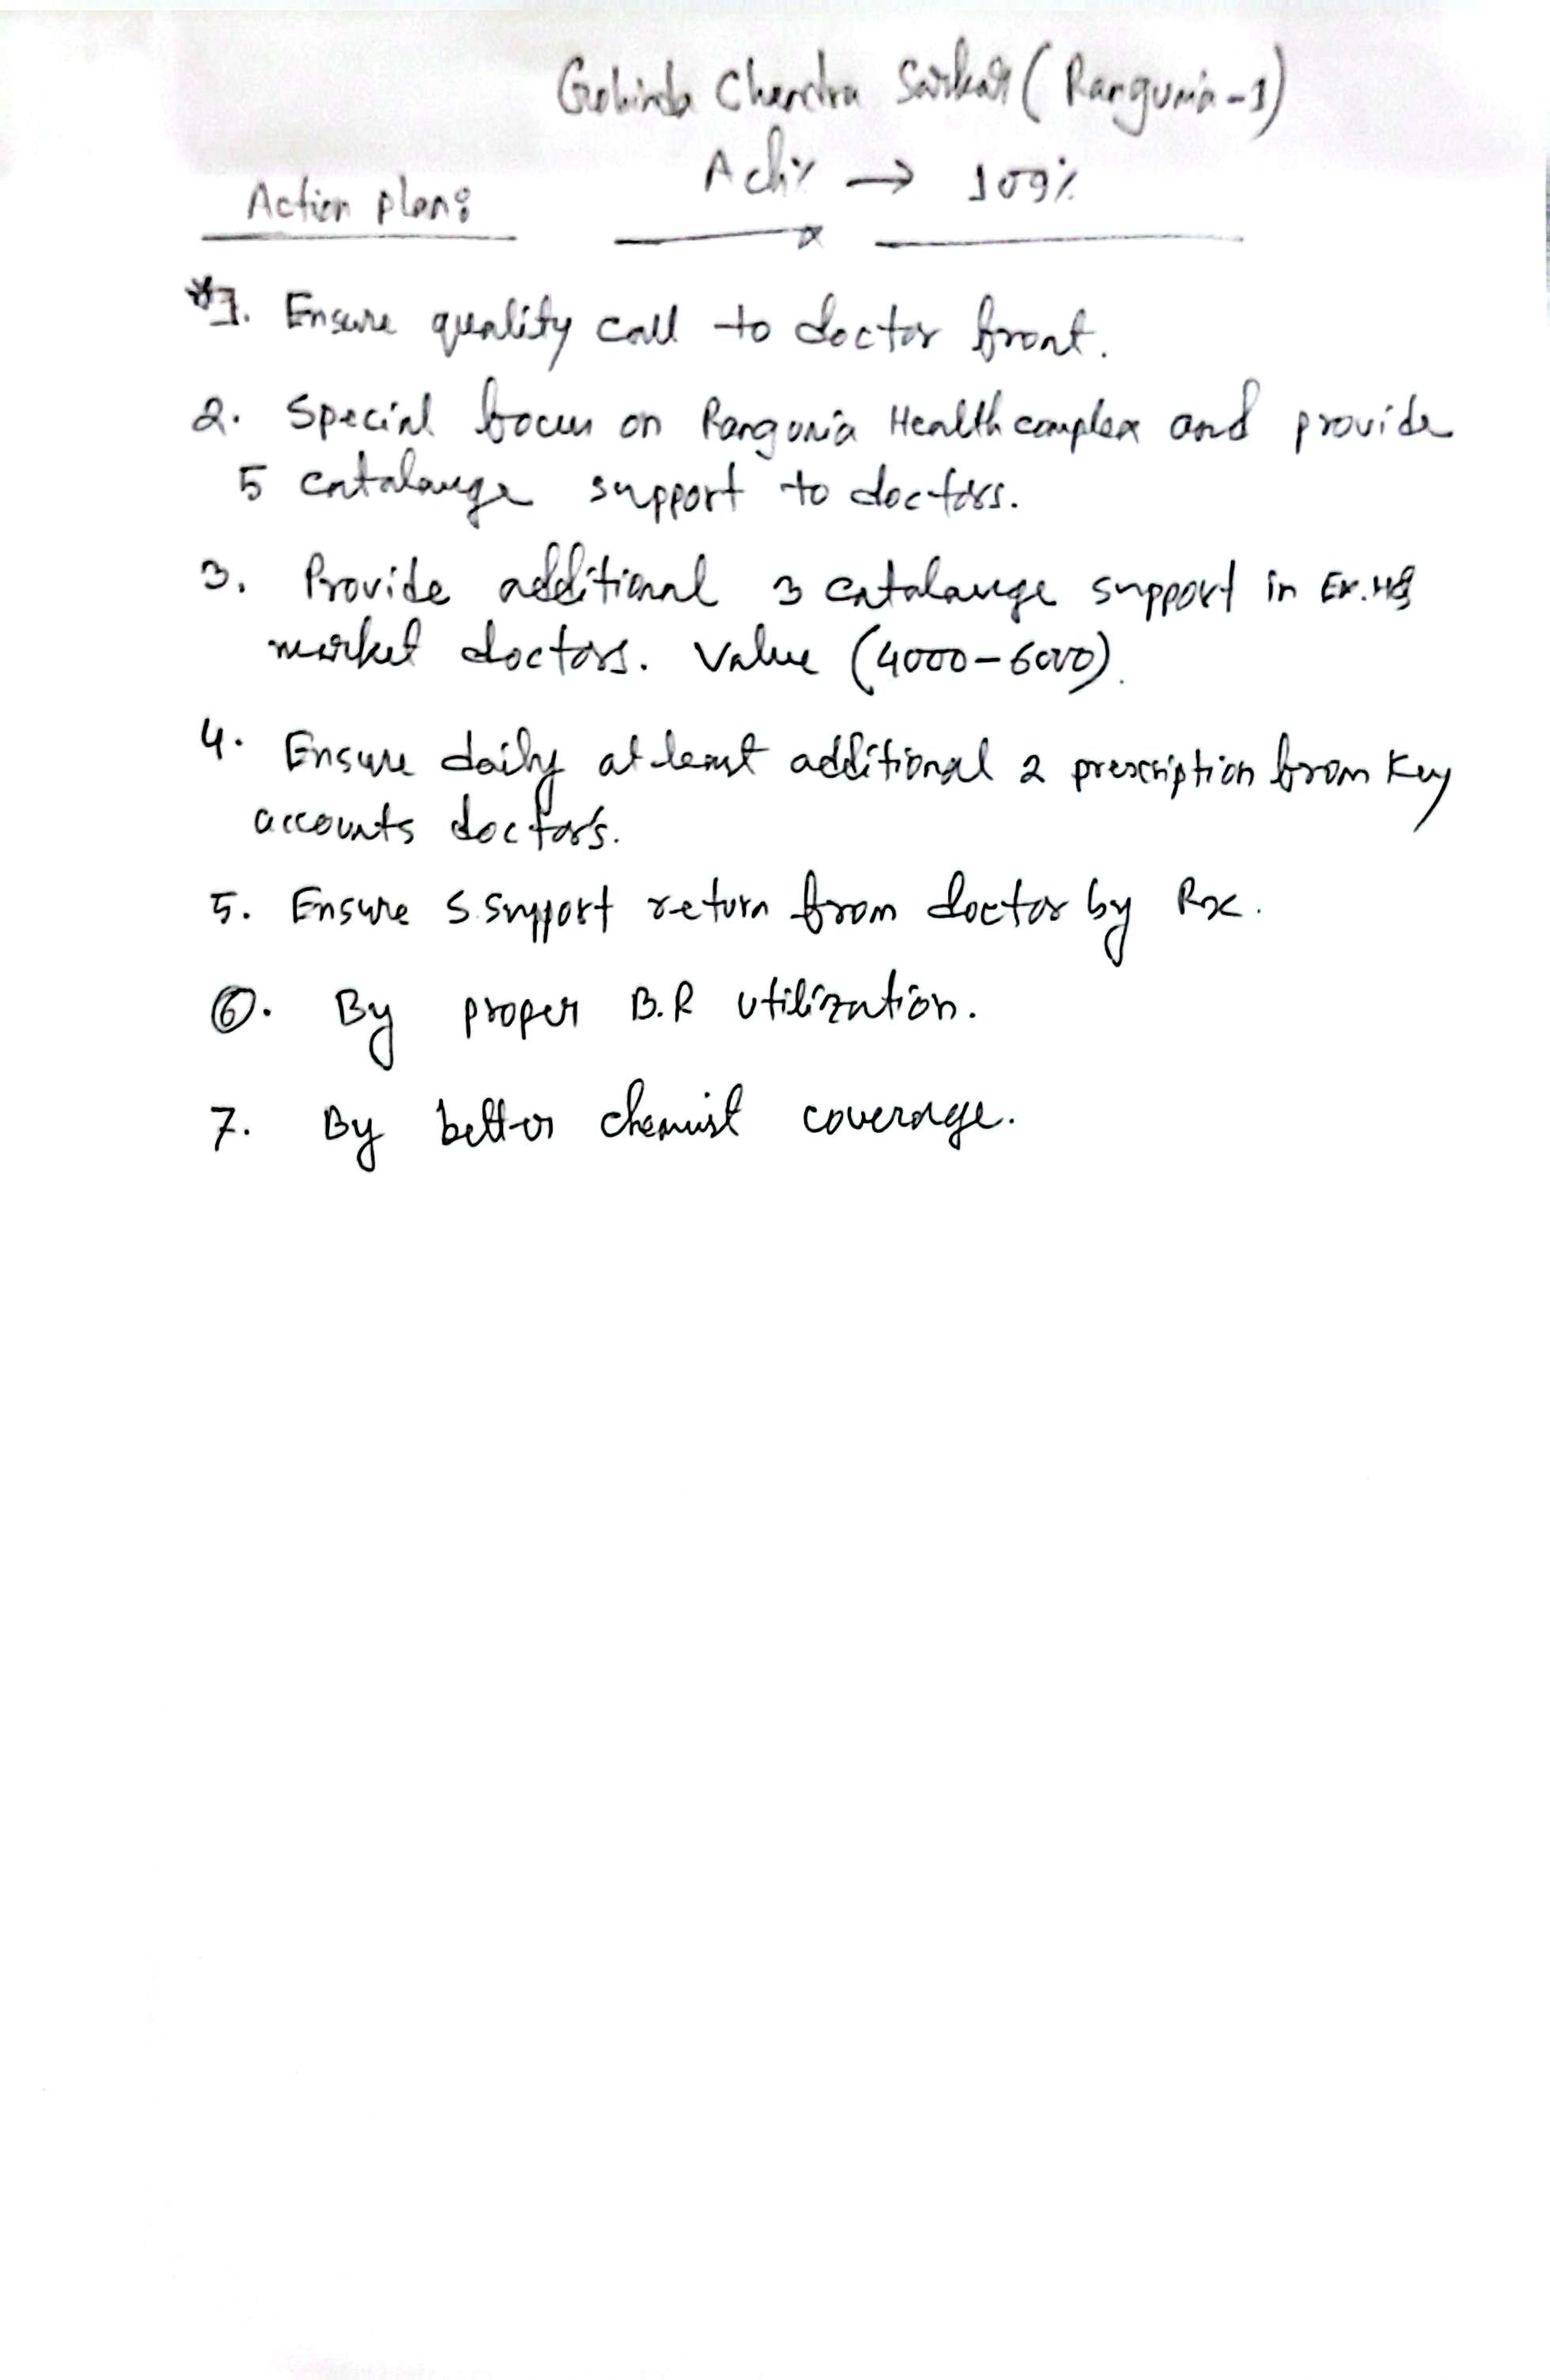 Gobinda Chandra Sarkar (Rangunia-1)
Ach% → 109%
Action plan:
*1. Ensure quality call to doctor front.
2. Special focus on Rangunia Health complex and provide
5 catalauge support to doctors.
3. Provide additional 3 catalauge support in Ex.HQ
market doctors. Value (4000-6000).
4. Ensure daily at least additional 2 prescription from key
accounts doctors.
5. Ensure S.Support return from doctor by Rx.
6. By proper B.R utilization.
7. By better chemist coverage.